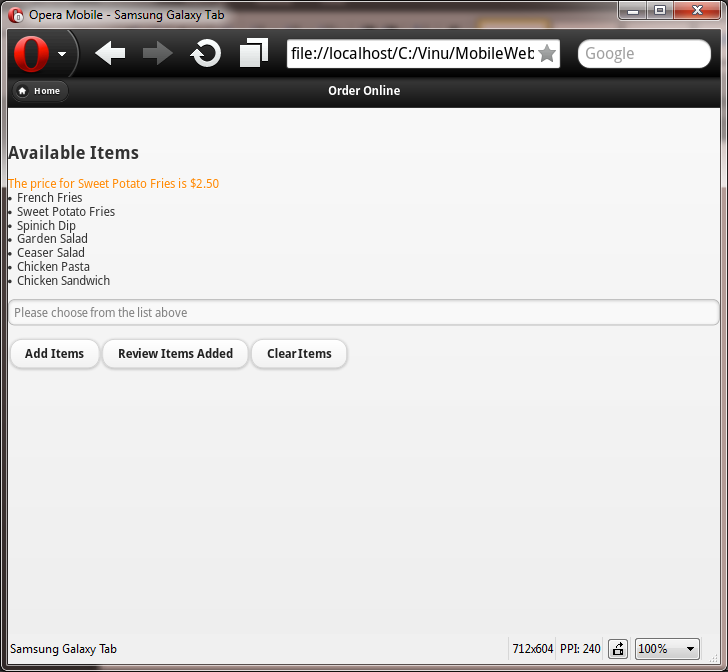 Opera Mobile - Samsung Galaxy Tab
file://localhost/C:/Vinu/MobileWeb
Google
Home
Order Online
Available Items
The price for Sweet Potato Fries is $2.50
• French Fries
• Sweet Potato Fries
• Spinich Dip
• Garden Salad
• Ceaser Salad
• Chicken Pasta
• Chicken Sandwich
Please choose from the list above
Add Items Review Items Added Clear Items
Samsung Galaxy Tab 712x604 PPI: 240 100%